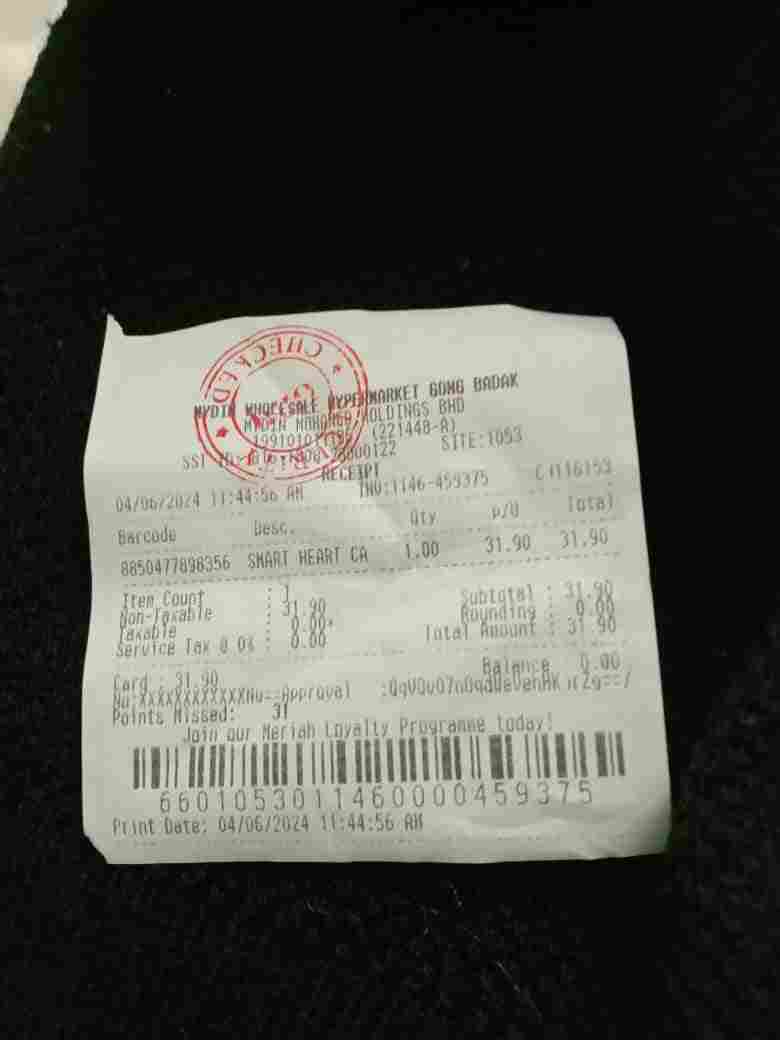 CHECKED
MYDIN WHOLESALE HYPERMARKET GONG BADAK
MYDIN MOHAMED HOLDINGS BHD
(221448-A)
SITE:1053
RECEIPT
04/06/2024 11:44:56 AM INV:1146-459375
Barcode Desc. Qty P/U Total
8850477898356 SMART HEART CA 1.00 31.90 31.90
Item Count : 1
Non-Taxable : 31.90
Taxable : 0.00*
Service Tax @ 0% : 0.00
Subtotal : 31.90
Rounding : 0.00
Total Amount : 31.90
Balance 0.00
Card : 31.90
Points Missed: 31
Join our Meriah Loyalty Programme today!
66010530114600000459375
Print Date: 04/06/2024 11:44:56 AM